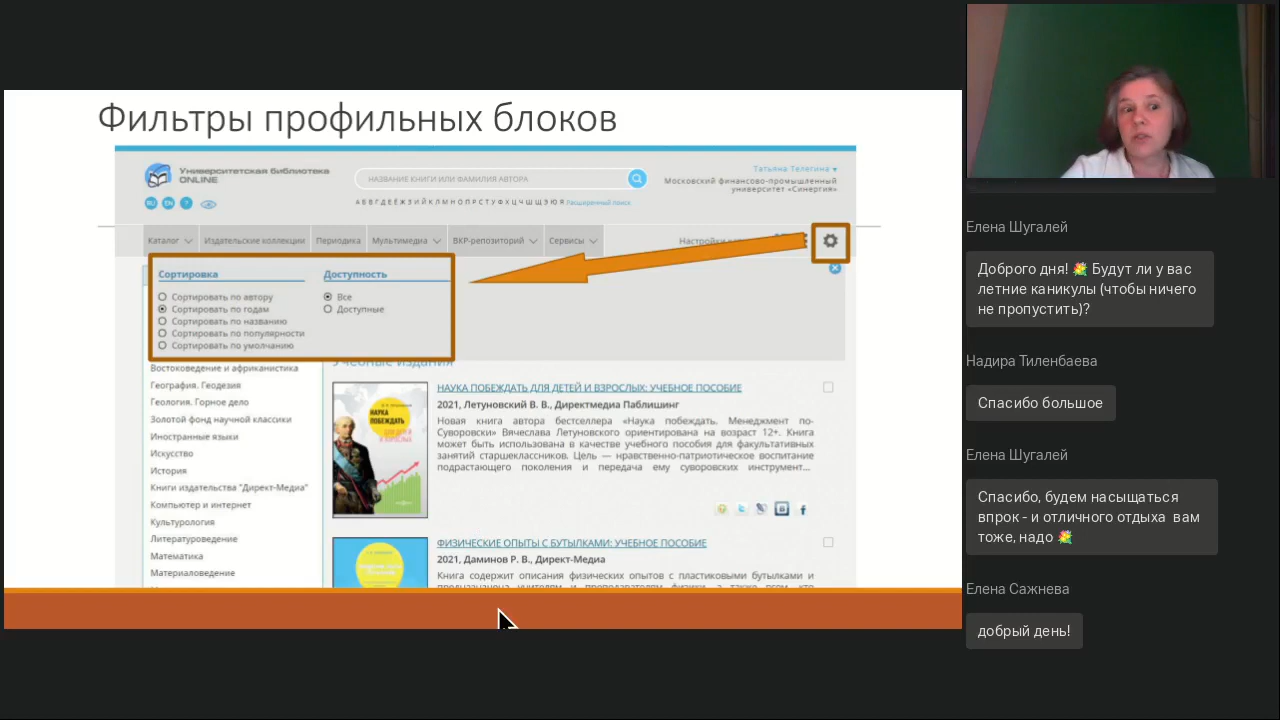 Фильтры профильных блоков
Университетская библиотека
ONLINE
НАЗВАНИЕ КНИГИ ИЛИ ФАМИЛИЯ АВТОРА
Татьяна Телегина
Московский финансово-промышленный
университет «Синергия»
RU EN ?
А Б В Г Д Е Ё Ж З И Й К Л М Н О П Р С Т У Ф Х Ц Ч Ш Щ Э Ю Я Расширенный поиск
Каталог Издательские коллекции Периодика Мультимедиа ВКР-репозиторий Сервисы Настройки
Сортировка
Доступность
Сортировать по автору
Все
Сортировать по годам
Доступные
Сортировать по названию
Сортировать по популярности
Сортировать по умолчанию
Учебные издания
Востоковедение и африканистика
География. Геодезия
Геология. Горное дело
Золотой фонд научной классики
Иностранные языки
Искусство
История
Книги издательства "Директ-Медиа"
Компьютер и интернет
Культурология
Литературоведение
Математика
Материаловедение
НАУКА ПОБЕЖДАТЬ
НАУКА ПОБЕЖДАТЬ ДЛЯ ДЕТЕЙ И ВЗРОСЛЫХ: УЧЕБНОЕ ПОСОБИЕ
2021, Летуновский В. В., Директмедиа Паблишинг
Новая книга автора бестселлера «Наука побеждать. Менеджмент по-
Суворовски» Вячеслава Летуновского ориентирована на возраст 12+. Книга
может быть использована в качестве учебного пособия для факультативных
занятий старшеклассников. Цель — нравственно-патриотическое воспитание
подрастающего поколения и передача ему суворовских инструмент...
ФИЗИЧЕСКИЕ ОПЫТЫ С БУТЫЛКАМИ: УЧЕБНОЕ ПОСОБИЕ
2021, Даминов Р. В., Директ-Медиа
Книга содержит описания физических опытов с пластиковыми бутылками и
Елена Шугалей
Доброго дня! 💐 Будут ли у вас
летние каникулы (чтобы ничего
не пропустить)?
Надира Тиленбаева
Спасибо большое
Елена Шугалей
Спасибо, будем насыщаться
впрок - и отличного отдыха вам
тоже, надо 💐
Елена Сажнева
добрый день!